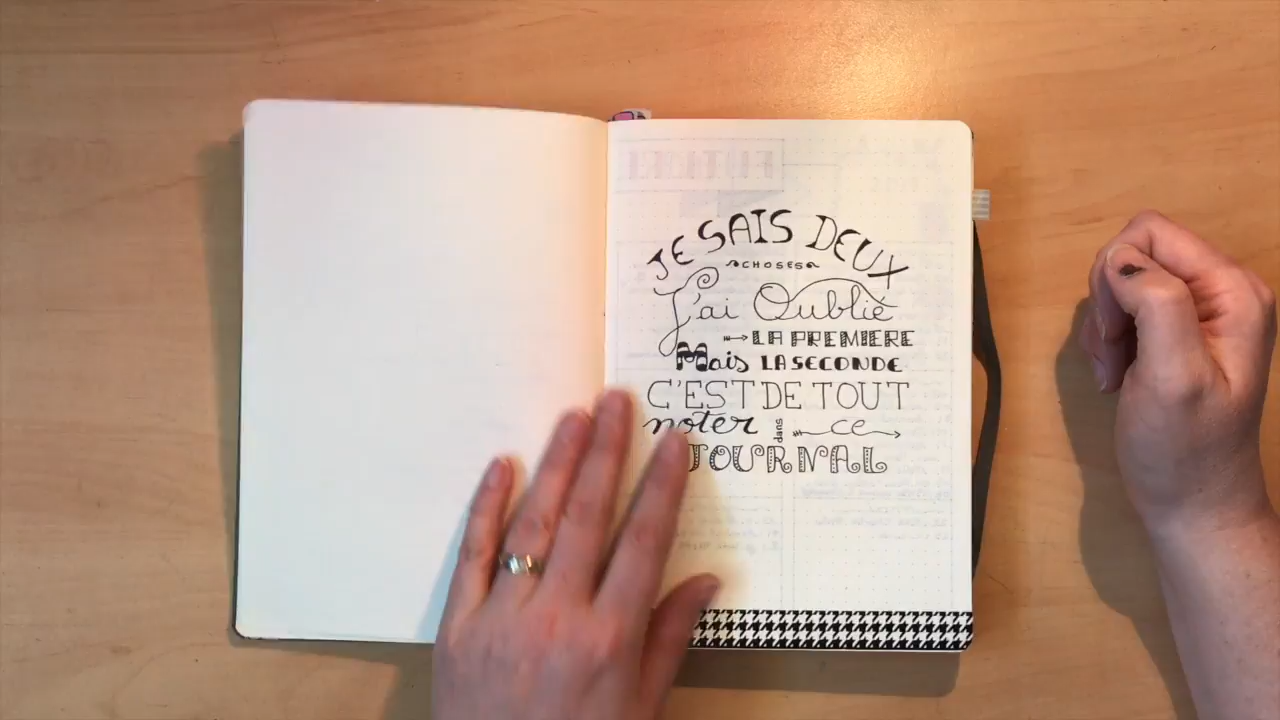 JE SAIS DEUX
CHOSES
J'ai Oublié
LA PREMIERE
Mais LA SECONDE
C'EST DE TOUT
noter dans ce
JOURNAL